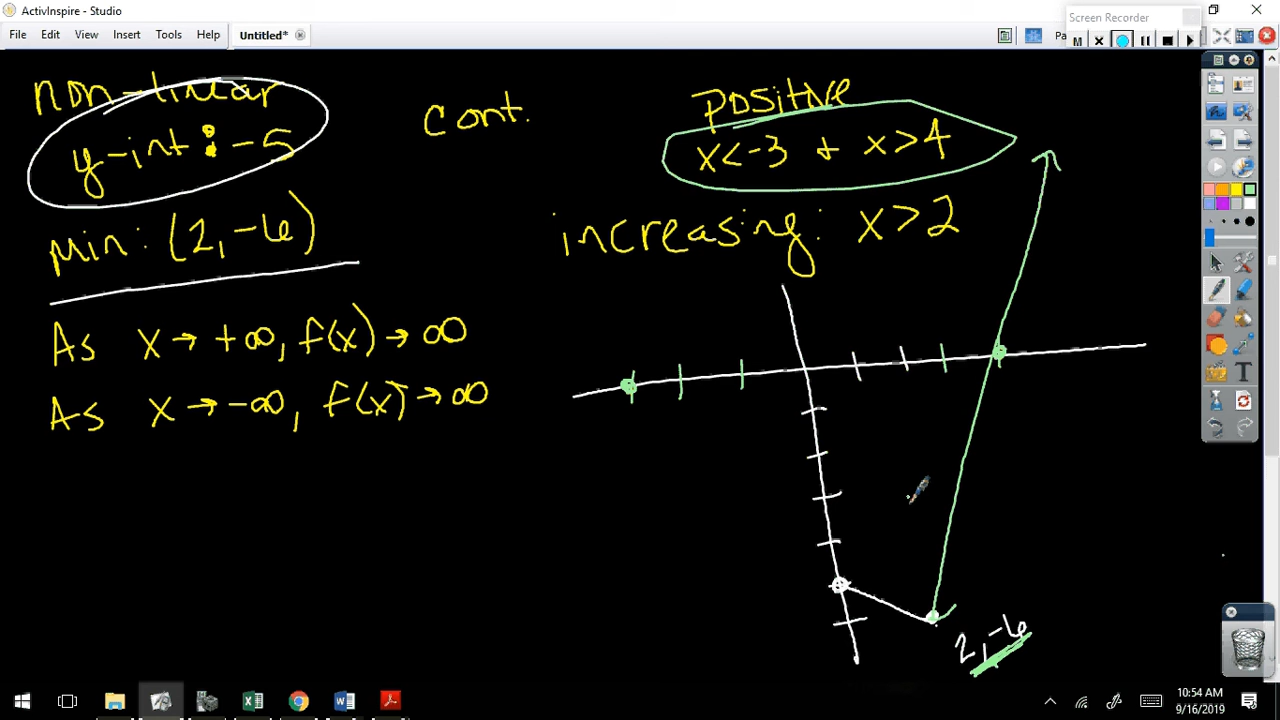 ActivInspire - Studio
Screen Recorder
File Edit View Insert Tools Help Untitled*
Pa
non-linear
y-int : -5
min: (2, -6)
As x → +∞, f(x) → ∞
As x → -∞, f(x) → ∞
cont.
positive
x < -3 + x > 4
increasing: x > 2
2, -6
10:54 AM
9/16/2019